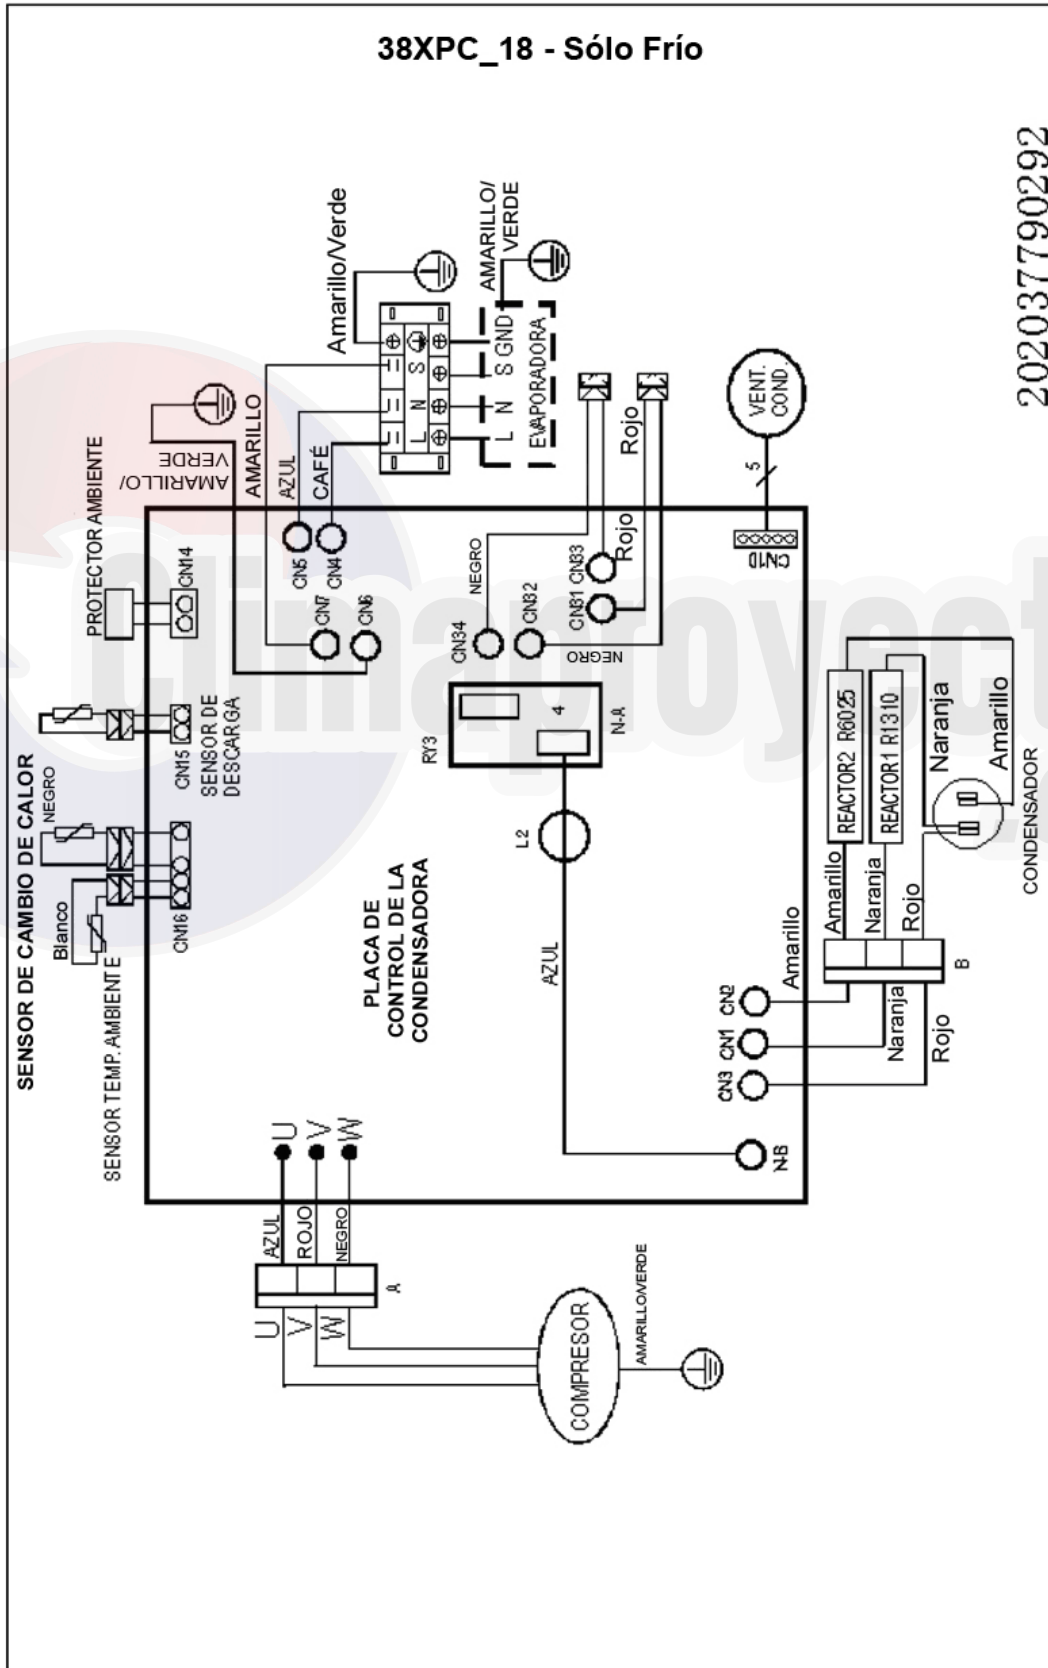 38XPC_18 - Sólo Frío
202037790292
SENSOR DE CAMBIO DE CALOR
NEGRO
Blanco
SENSOR TEMP. AMBIENTE
CN16
CN15
SENSOR DE
DESCARGA
PROTECTOR AMBIENTE
CN14
AMARILLO/
VERDE
AMARILLO
AZUL
CAFÉ
CN5
CN4
CN7
CN6
Amarillo/Verde
L N S
AMARILLO/
VERDE
L N S GND
EVAPORADORA
NEGRO
CN34
CN32
NEGRO
CN31
CN33
Rojo
Rojo
VENT.
COND.
5
CN10
RY3
4
N-A
L2
AZUL
PLACA DE
CONTROL DE LA
CONDENSADORA
U
V
W
AZUL
ROJO
NEGRO
A
U
V
W
COMPRESOR
AMARILLO/VERDE
N-B
CN3
CN1
CN2
Amarillo
Naranja
Rojo
B
Amarillo
Naranja
Rojo
REACTOR2 R6025
REACTOR1 R1310
Naranja
Amarillo
CONDENSADOR
Climaproyect